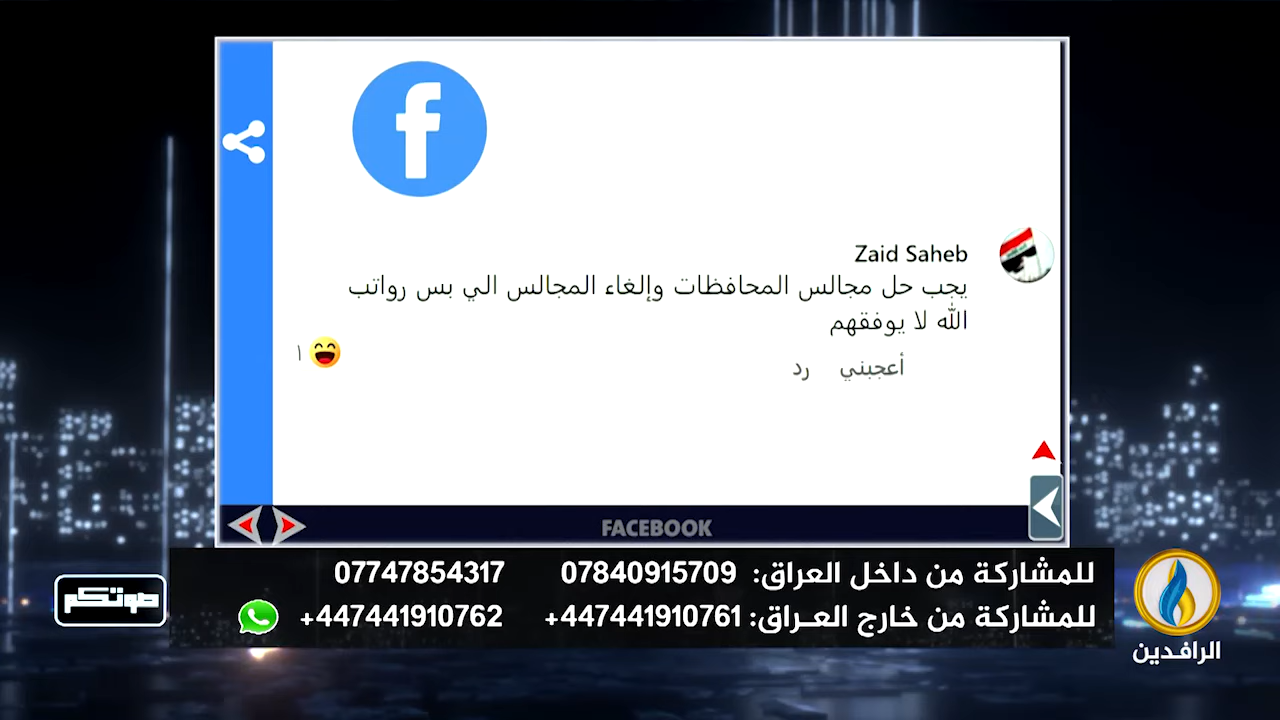 Zaid Saheb
يجب حل مجالس المحافظات وإلغاء المجالس الي بس رواتب
الله لا يوفقهم
١
أعجبني رد
FACEBOOK
للمشاركة من داخل العراق: 07840915709 07747854317
للمشاركة من خارج العـراق: 447441910761+ 447441910762+
صوتكم
الرافدين